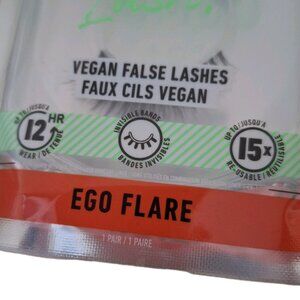 Lashes!
VEGAN FALSE LASHES
FAUX CILS VEGAN
UP TO / JUSQU'À
12 HR
WEAR / DE TENUE
INVISIBLE BANDS
BANDES INVISIBLES
UP TO / JUSQU'À
15x
RE-USABLE / RÉUTILISABLE
EGO FLARE
1 PAIR / 1 PAIRE